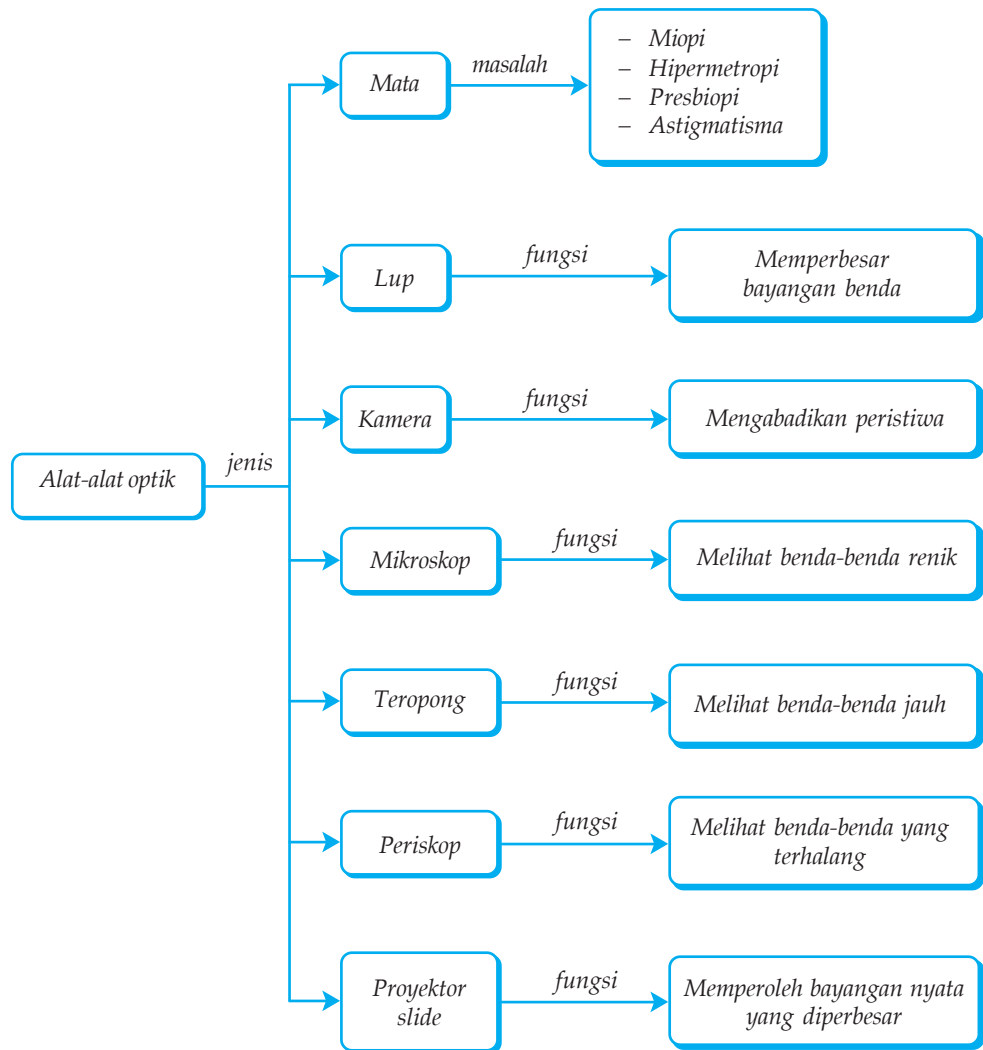 Mata
masalah
– Miopi
– Hipermetropi
– Presbiopi
– Astigmatisma
Lup
fungsi
Memperbesar
bayangan benda
Kamera
fungsi
Mengabadikan peristiwa
Alat-alat optik
jenis
Mikroskop
fungsi
Melihat benda-benda renik
Teropong
fungsi
Melihat benda-benda jauh
Periskop
fungsi
Melihat benda-benda yang
terhalang
Proyektor
slide
fungsi
Memperoleh bayangan nyata
yang diperbesar